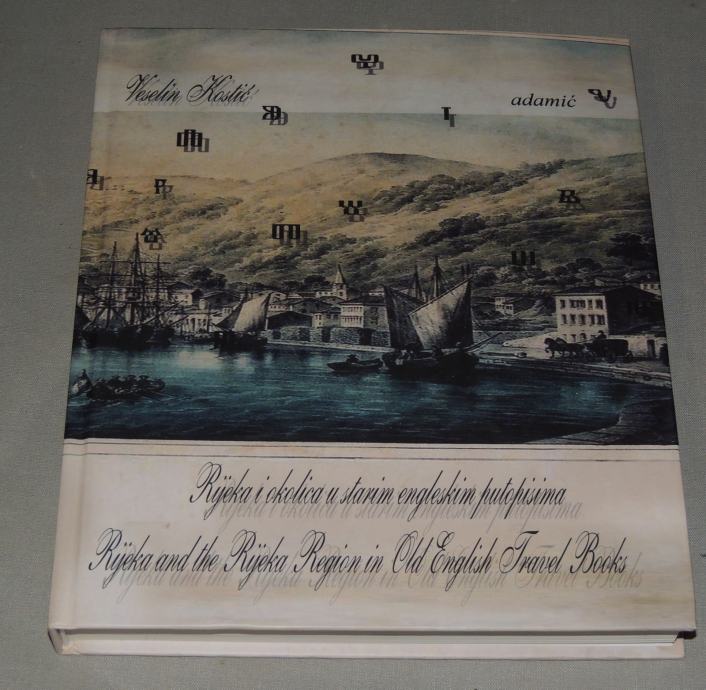 Veselin Kostić
adamić
Rijeka i okolica u starim engleskim putopisima
Rijeka and the Rijeka Region in Old English Travel Books